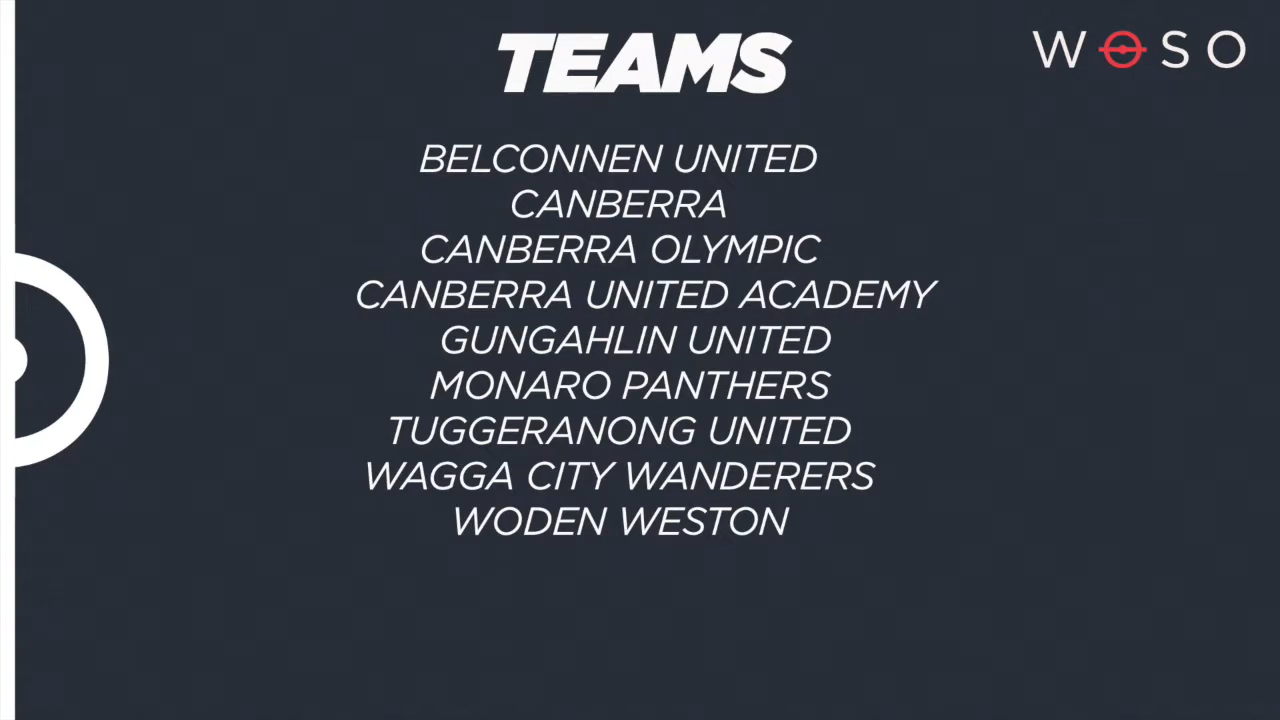 TEAMS
WOSO
BELCONNEN UNITED
CANBERRA
CANBERRA OLYMPIC
CANBERRA UNITED ACADEMY
GUNGAHLIN UNITED
MONARO PANTHERS
TUGGERANONG UNITED
WAGGA CITY WANDERERS
WODEN WESTON